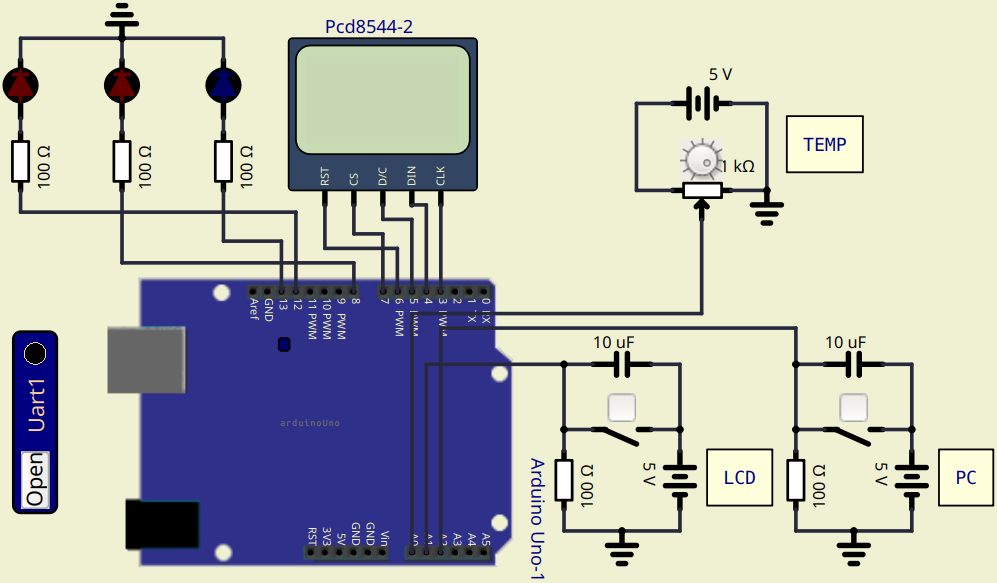 Pcd8544-2
5 V
TEMP
1 kΩ
100 Ω
100 Ω
100 Ω
RST
CS
D/C
DIN
CLK
Aref
GND
13
12
11 PWM
10 PWM
9 PWM
8
7
6 PWM
5 PWM
4
3 PWM
2
1 TX
0 RX
Uart1
Open
arduinoUno
Arduino Uno-1
10 uF
10 uF
100 Ω
5 V
LCD
100 Ω
5 V
PC
RST
3V3
5V
GND
GND
Vin
A0
A1
A2
A3
A4
A5